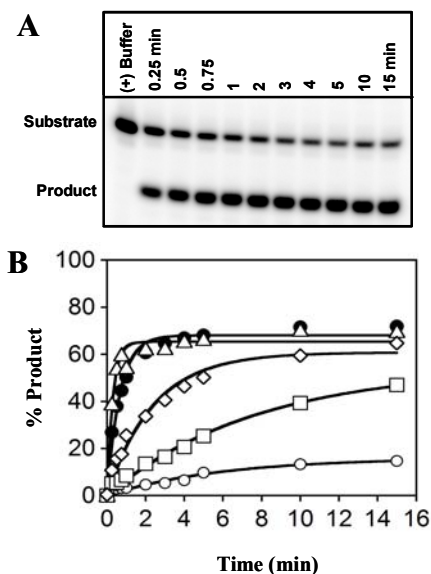 A
(+) Buffer
0.25 min
0.5
0.75
1
2
3
4
5
10
15 min
Substrate
Product
B
100
80
60
40
20
0
% Product
0 2 4 6 8 10 12 14 16
Time (min)